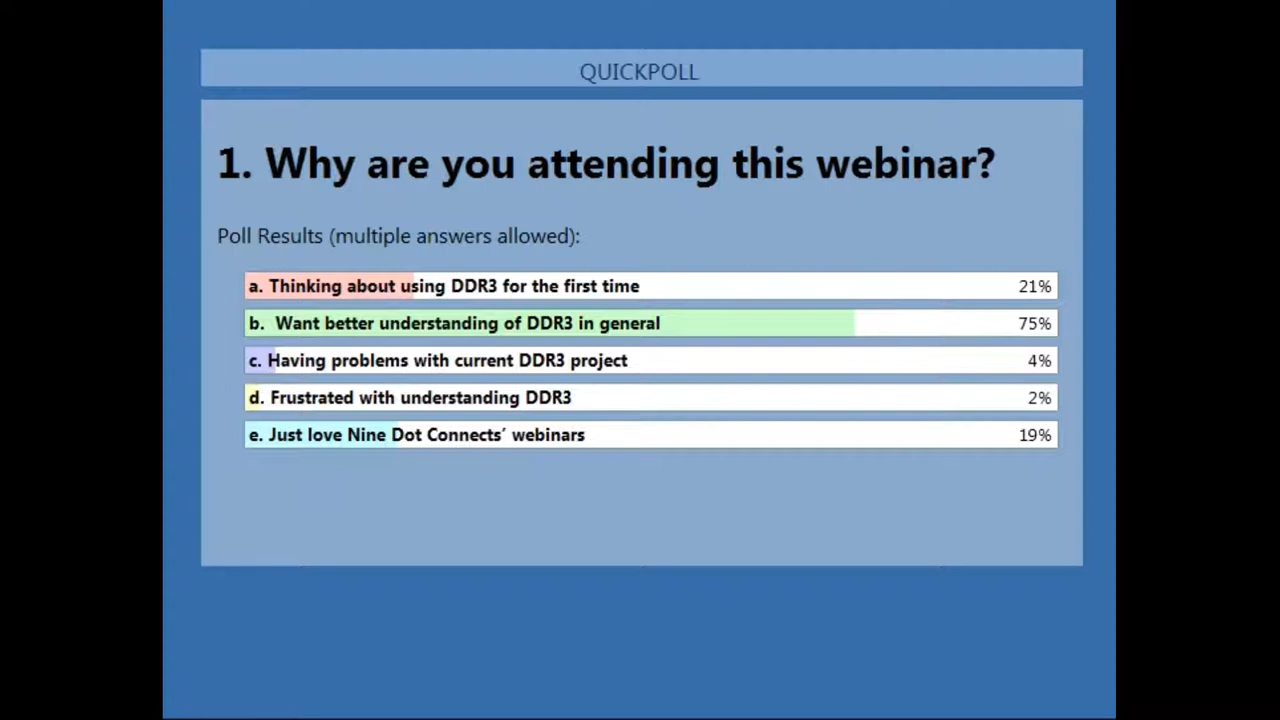 QUICKPOLL
1. Why are you attending this webinar?
Poll Results (multiple answers allowed):
a. Thinking about using DDR3 for the first time 21%
b. Want better understanding of DDR3 in general 75%
c. Having problems with current DDR3 project 4%
d. Frustrated with understanding DDR3 2%
e. Just love Nine Dot Connects’ webinars 19%